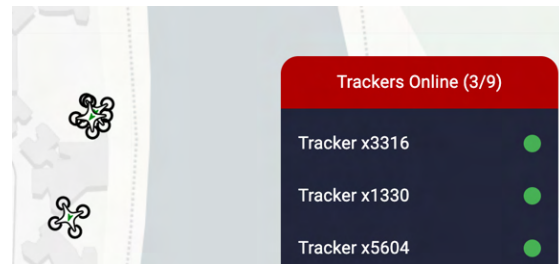 Trackers Online (3/9)
Tracker x3316
Tracker x1330
Tracker x5604